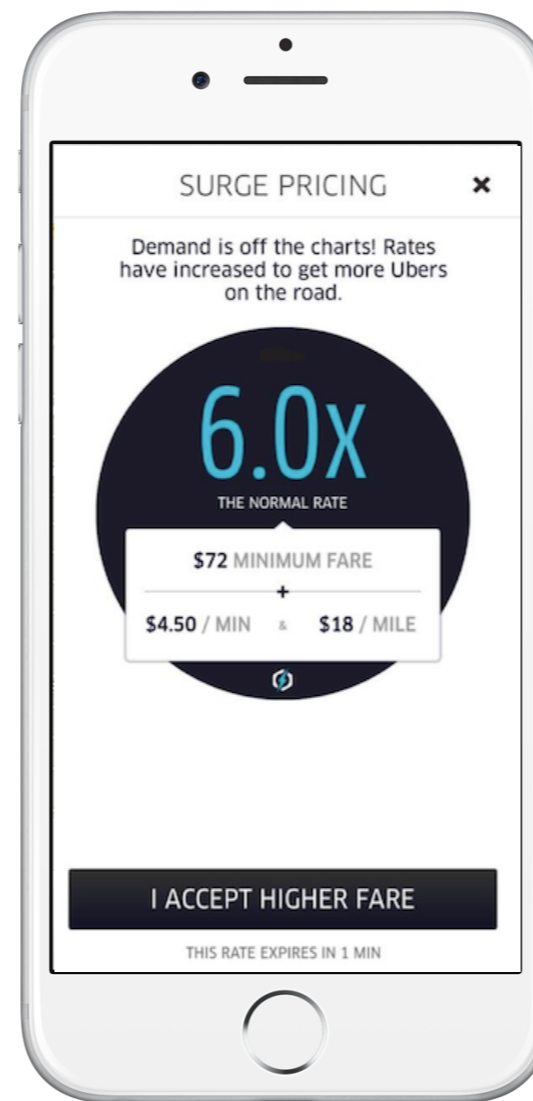 SURGE PRICING ×
Demand is off the charts! Rates
have increased to get more Ubers
on the road.
6.0x
THE NORMAL RATE
$72 MINIMUM FARE
+
$4.50 / MIN & $18 / MILE
I ACCEPT HIGHER FARE
THIS RATE EXPIRES IN 1 MIN